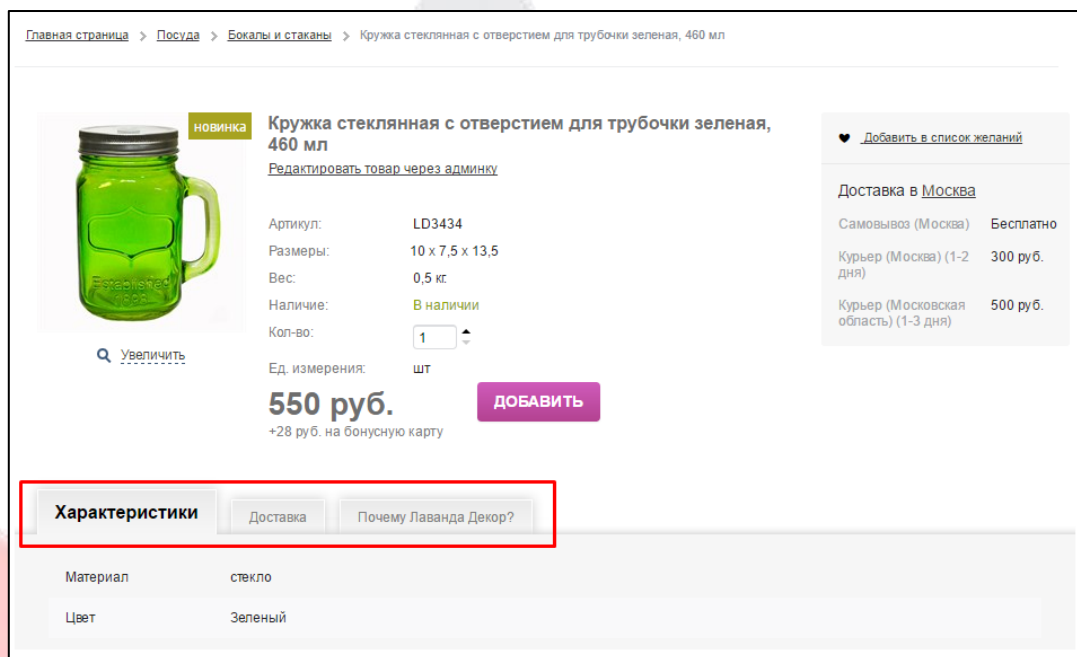 Главная страница > Посуда > Бокалы и стаканы > Кружка стеклянная с отверстием для трубочки зеленая, 460 мл
новинка
Established
1898
Увеличить
Кружка стеклянная с отверстием для трубочки зеленая,
460 мл
Редактировать товар через админку
Артикул: LD3434
Размеры: 10 x 7,5 x 13,5
Вес: 0,5 кг
Наличие: В наличии
Кол-во: 1
Ед. измерения: шт
550 руб.
ДОБАВИТЬ
+28 руб. на бонусную карту
Добавить в список желаний
Доставка в Москва
Самовывоз (Москва) Бесплатно
Курьер (Москва) (1-2 300 руб.
дня)
Курьер (Московская 500 руб.
область) (1-3 дня)
Характеристики Доставка Почему Лаванда Декор?
Материал стекло
Цвет Зеленый